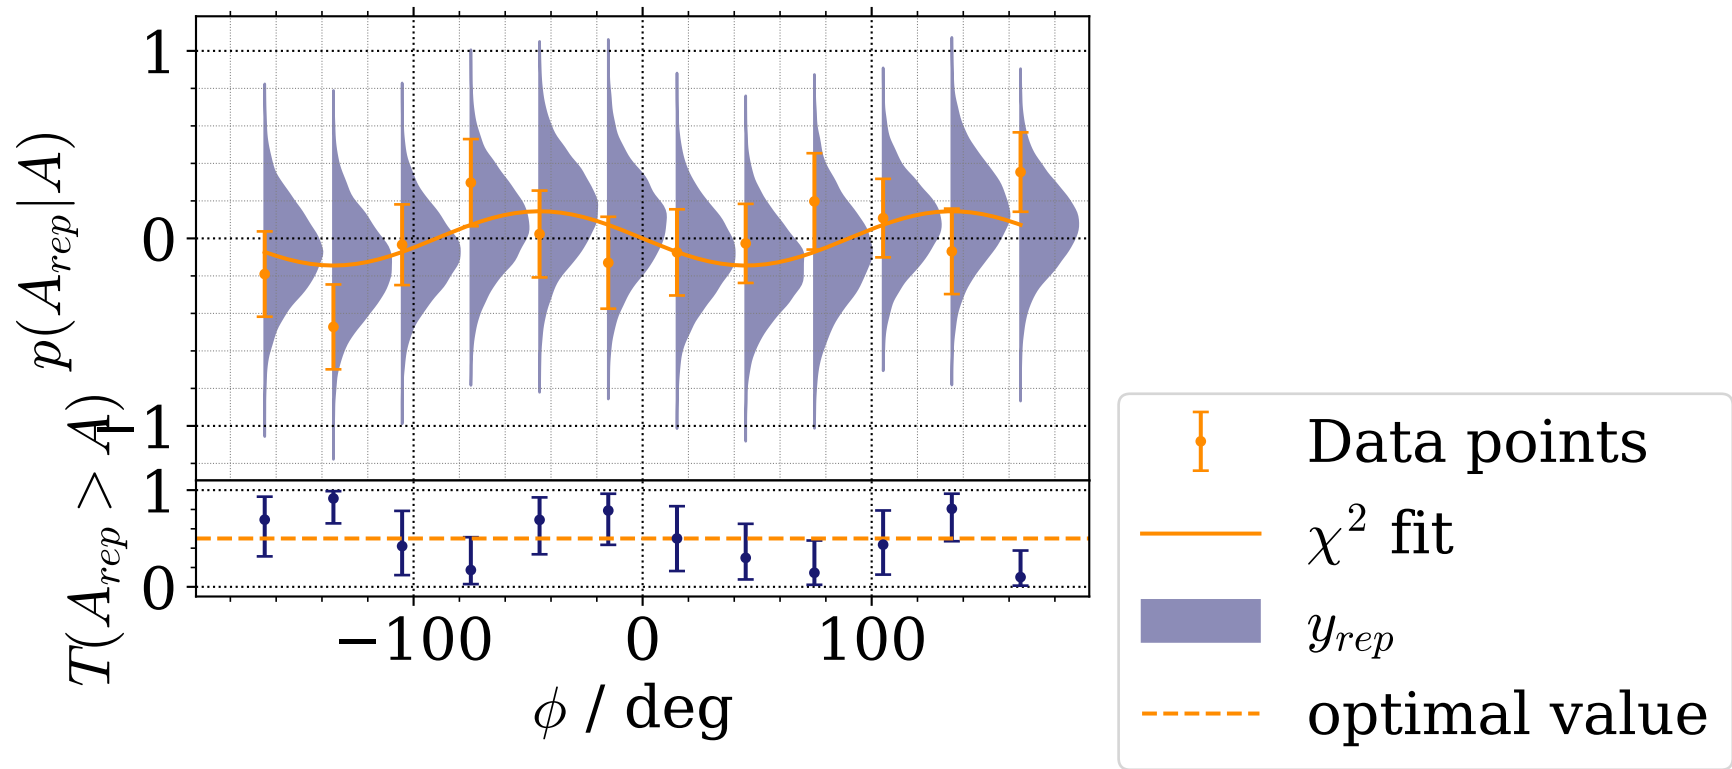 p(A_{rep}|A)
1
0
−1
T(A_{rep} > A)
1
0
−100 0 100
ϕ / deg
Data points
χ² fit
y_{rep}
optimal value